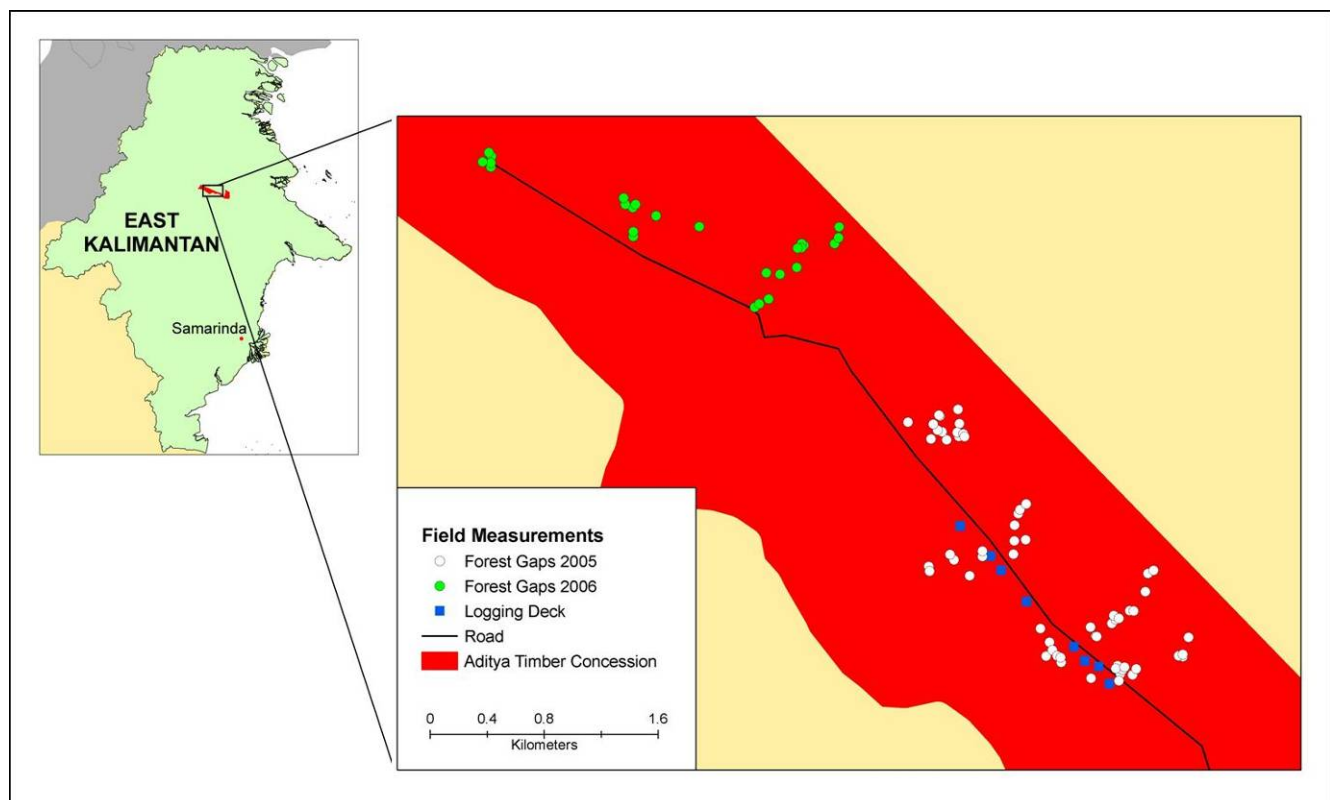 EAST
KALIMANTAN
Samarinda
Field Measurements
Forest Gaps 2005
Forest Gaps 2006
Logging Deck
Road
Aditya Timber Concession
0 0.4 0.8 1.6
Kilometers